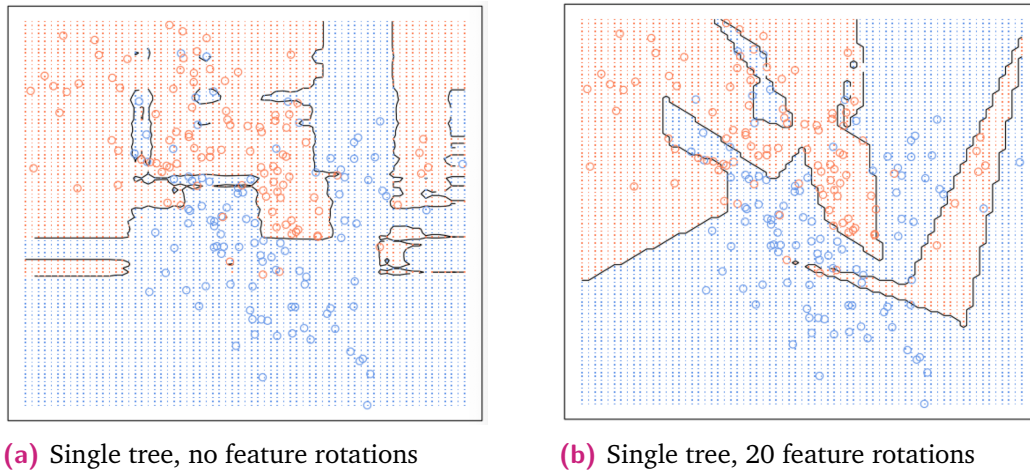 (a) Single tree, no feature rotations
(b) Single tree, 20 feature rotations